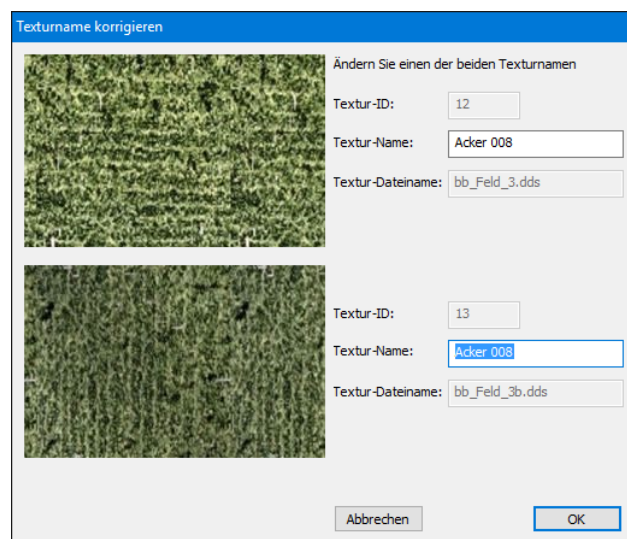 Texturname korrigieren
Ändern Sie einen der beiden Texturnamen
Textur-ID: 12
Textur-Name: Acker 008
Textur-Dateiname: bb_Feld_3.dds
Textur-ID: 13
Textur-Name: Acker 008
Textur-Dateiname: bb_Feld_3b.dds
Abbrechen OK